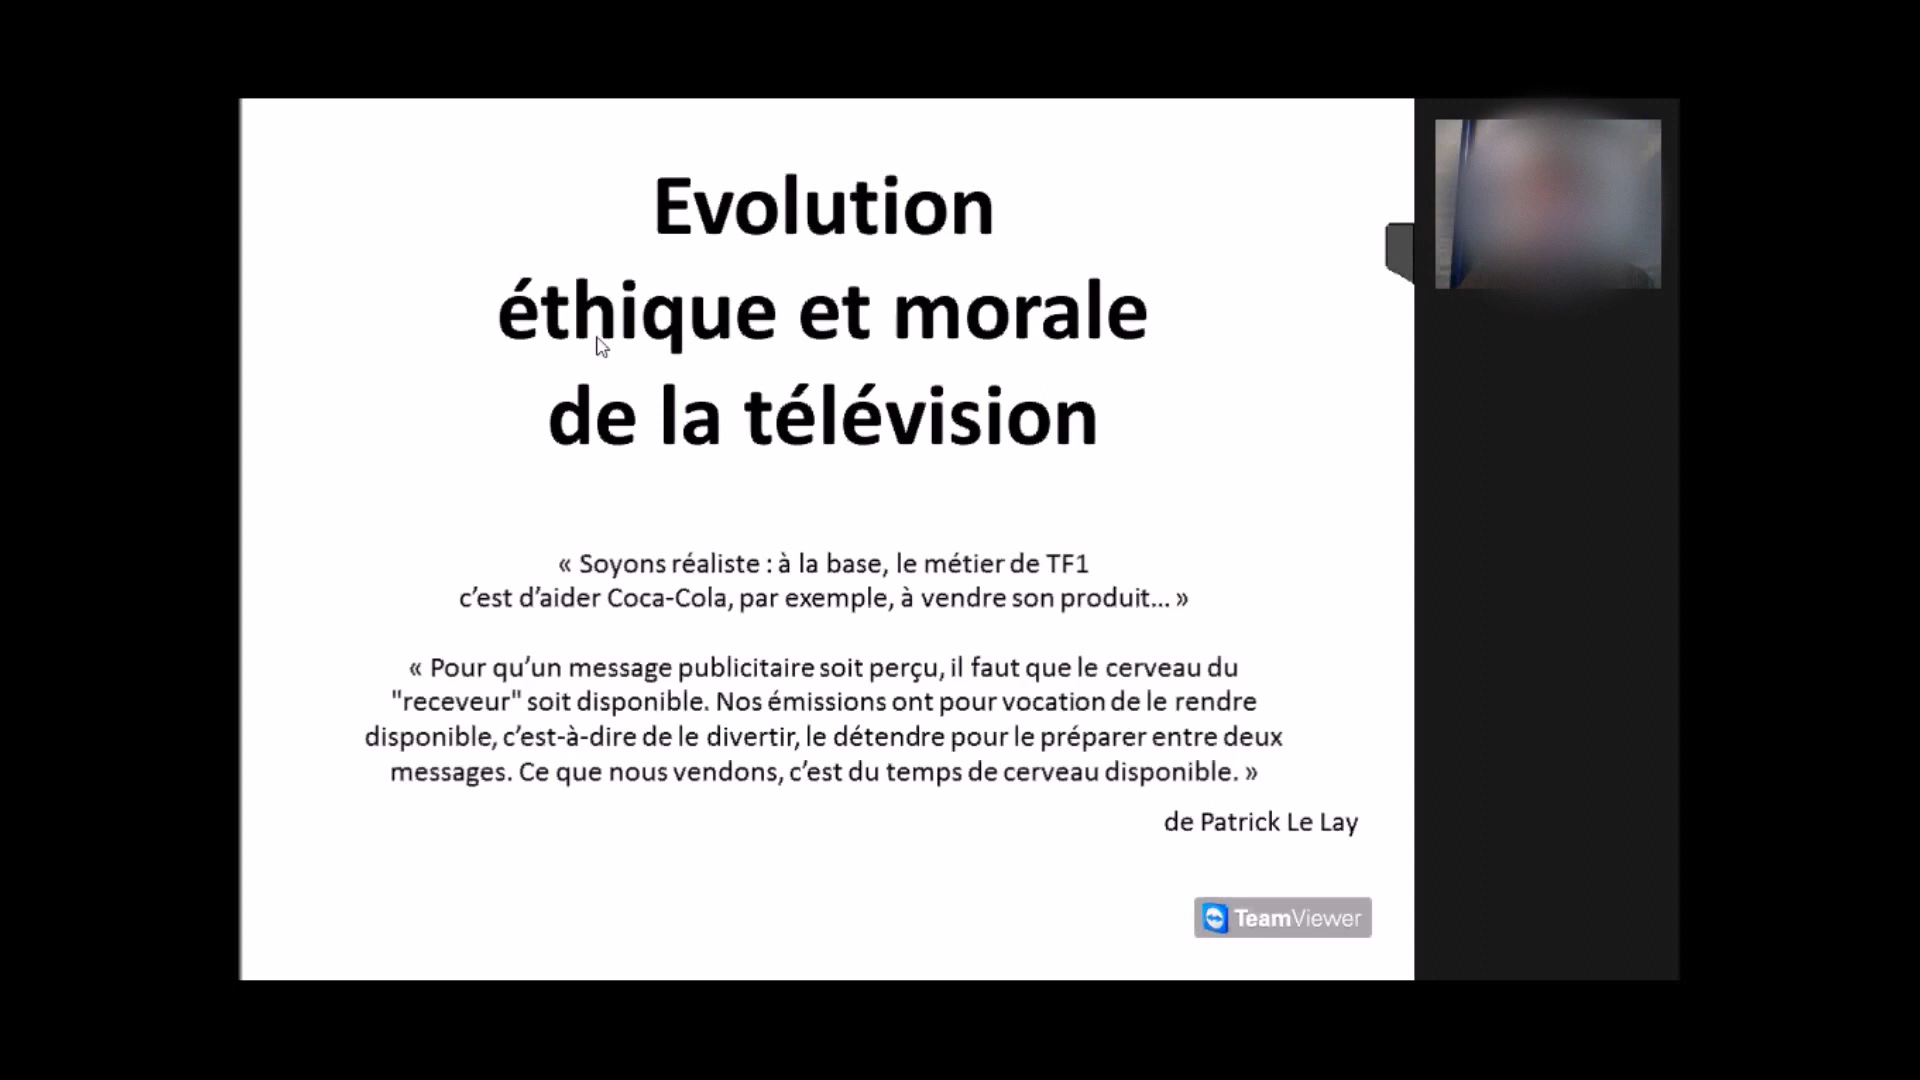 Evolution
éthique et morale
de la télévision
« Soyons réaliste : à la base, le métier de TF1
c’est d’aider Coca-Cola, par exemple, à vendre son produit... »
« Pour qu’un message publicitaire soit perçu, il faut que le cerveau du
"receveur" soit disponible. Nos émissions ont pour vocation de le rendre
disponible, c’est-à-dire de le divertir, le détendre pour le préparer entre deux
messages. Ce que nous vendons, c’est du temps de cerveau disponible. »
de Patrick Le Lay
TeamViewer